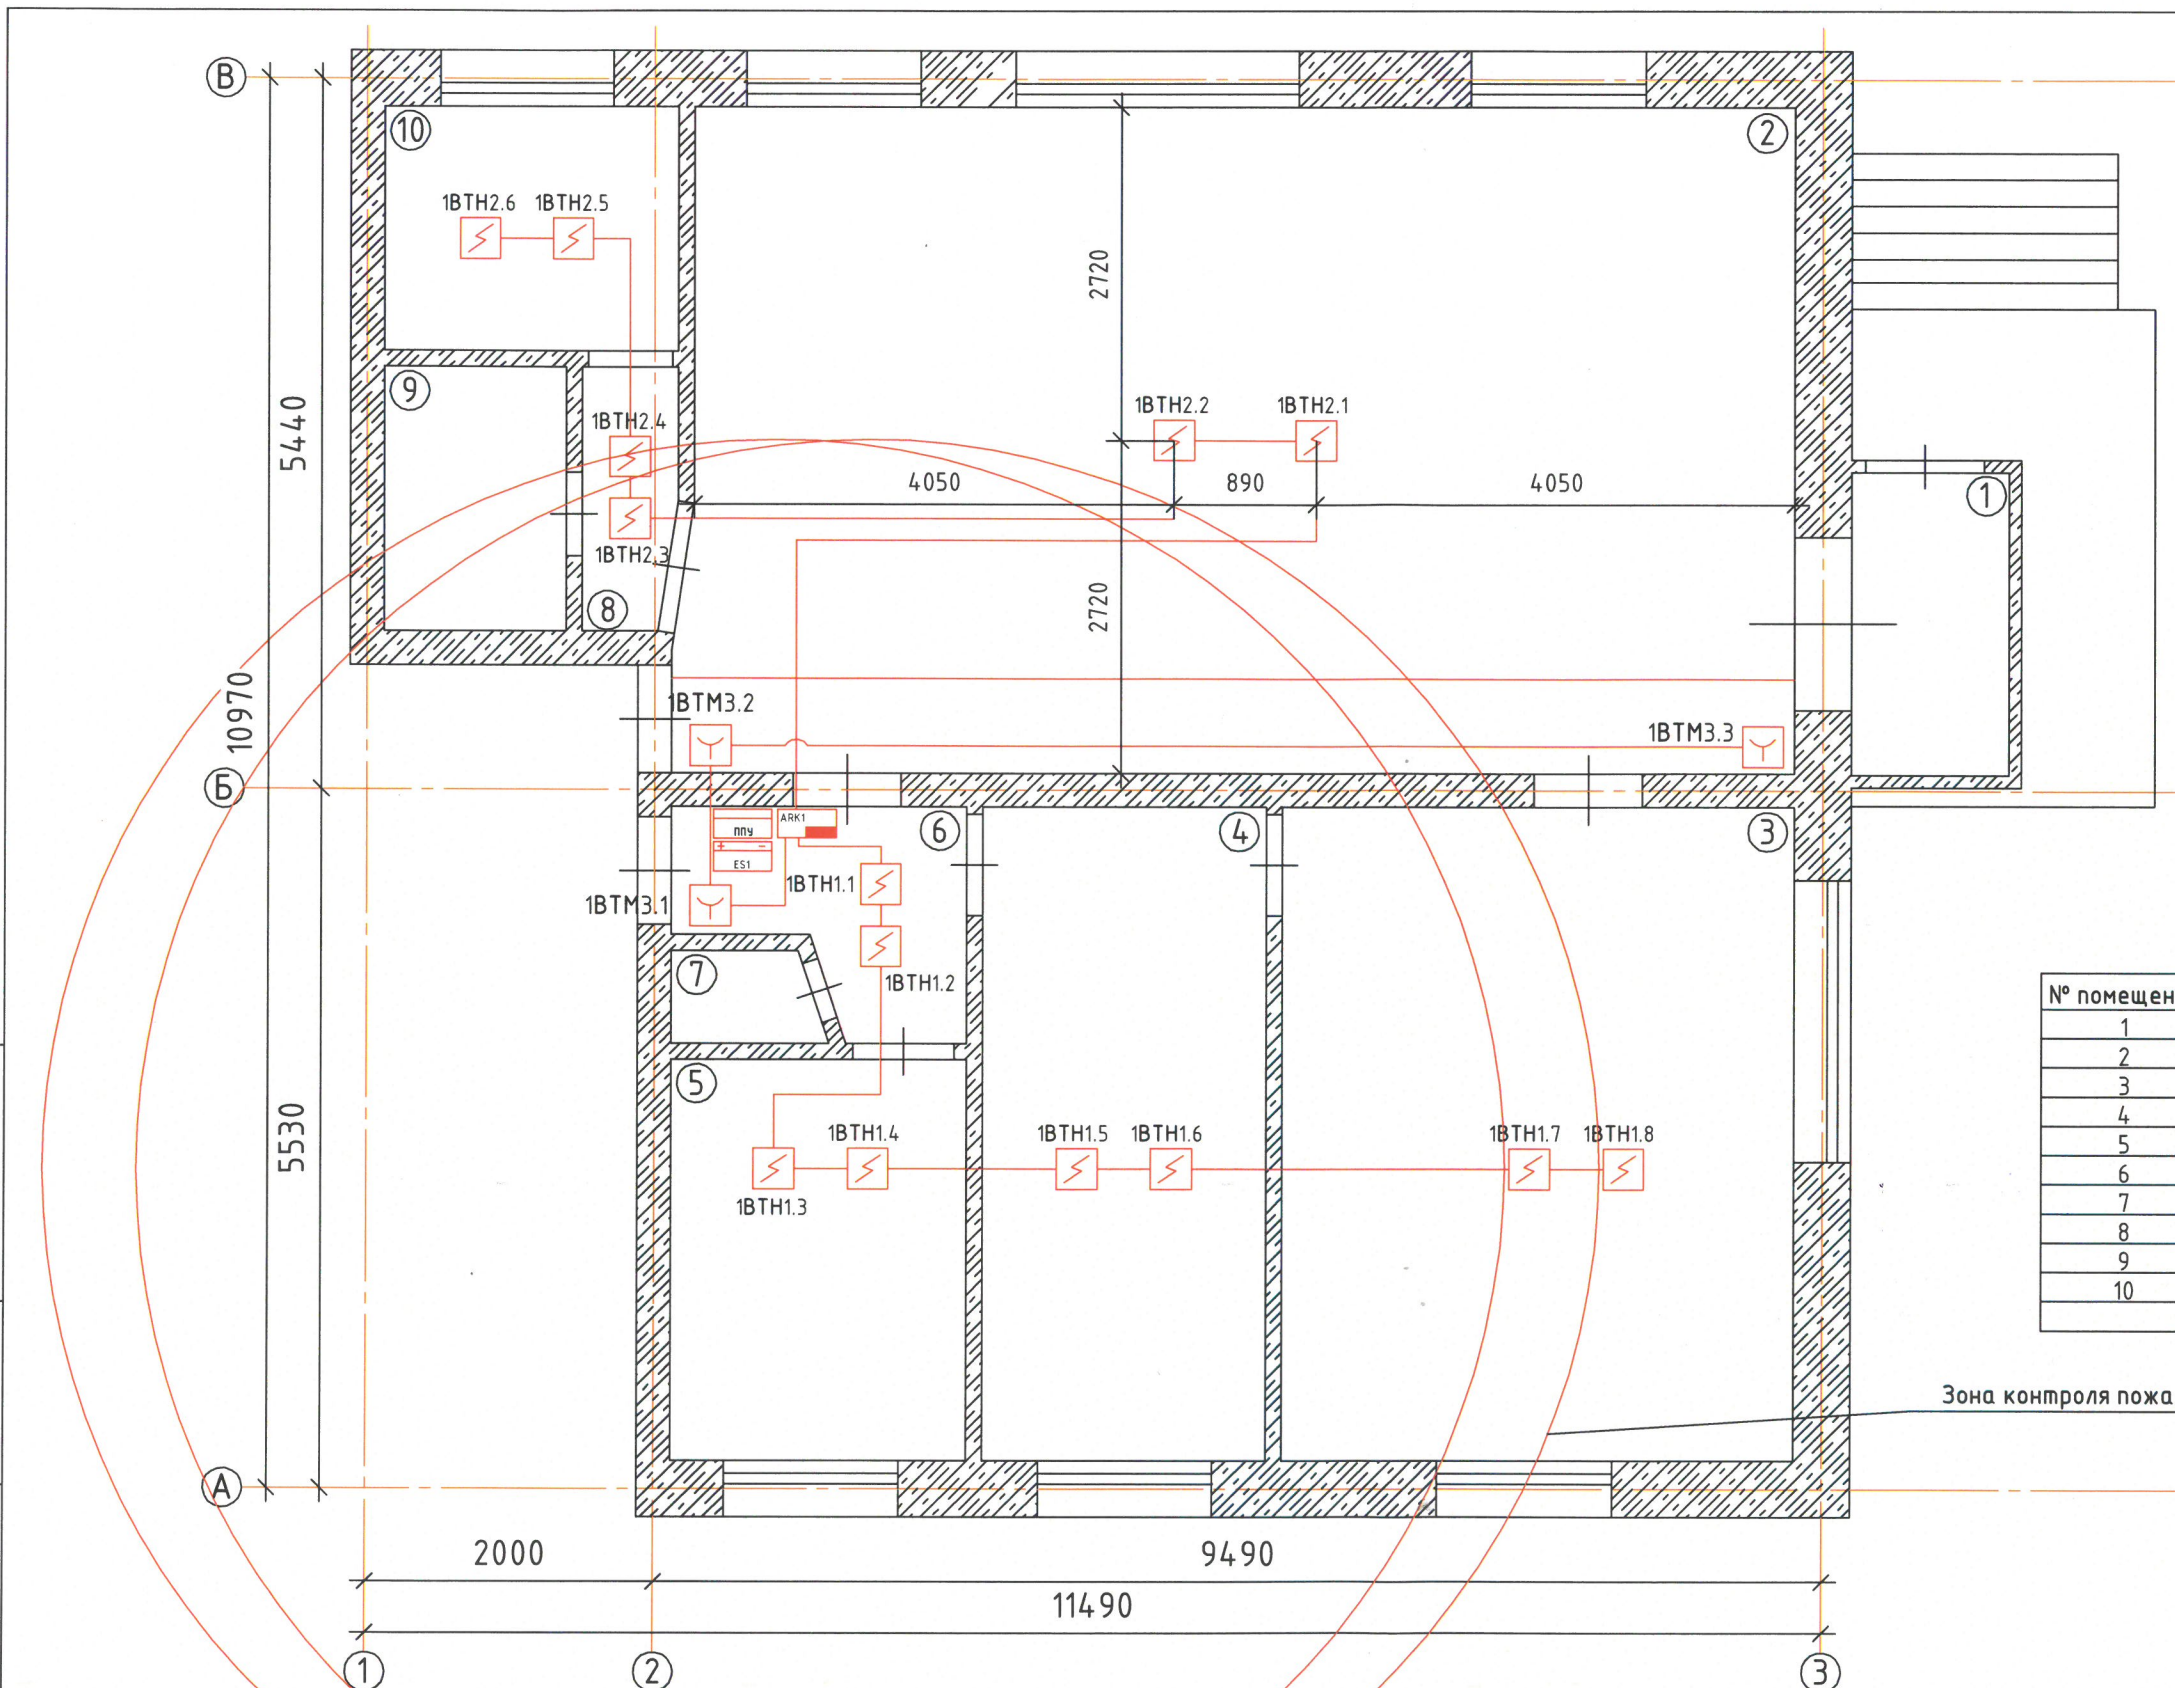 В
10
2
1ВТН2.6 1ВТН2.5
2720
9
5440
1ВТН2.4
1ВТН2.2 1ВТН2.1
4050 890 4050
1
1ВТН2.3
8
2720
10970
1ВТМ3.2
1ВТМ3.3
Б
ППУ
ARK1
6
4
3
+ -
ES1
1ВТН1.1
1ВТМ3.1
7
1ВТН1.2
№ помещен
1
2
3
4
5
6
7
8
9
10
5
5530
1ВТН1.4
1ВТН1.5 1ВТН1.6
1ВТН1.7 1ВТН1.8
1ВТН1.3
Зона контроля пожа
А
2000
9490
11490
1
2
3